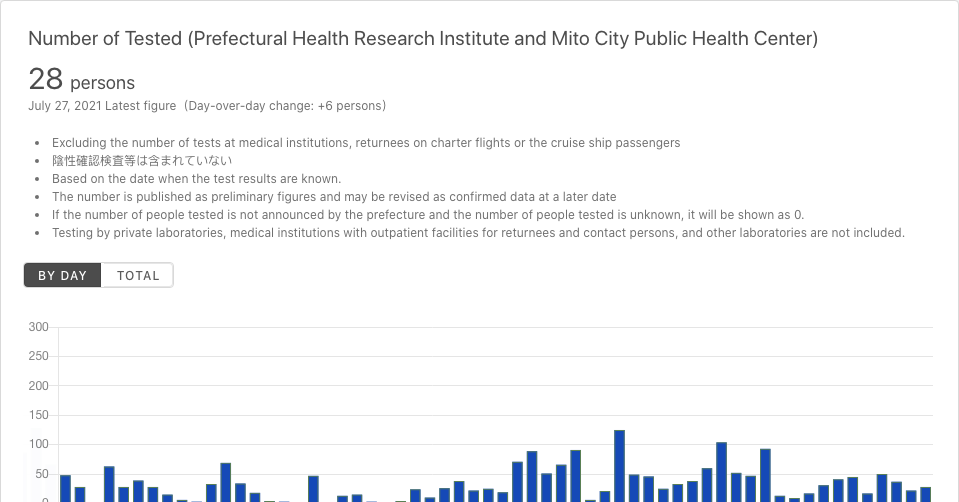 Number of Tested (Prefectural Health Research Institute and Mito City Public Health Center)
28 persons
July 27, 2021 Latest figure（Day-over-day change: +6 persons）
• Excluding the number of tests at medical institutions, returnees on charter flights or the cruise ship passengers
• 陰性確認検査等は含まれていない
• Based on the date when the test results are known.
• The number is published as preliminary figures and may be revised as confirmed data at a later date
• If the number of people tested is not announced by the prefecture and the number of people tested is unknown, it will be shown as 0.
• Testing by private laboratories, medical institutions with outpatient facilities for returnees and contact persons, and other laboratories are not included.
BY DAY TOTAL
300
250
200
150
100
50
0